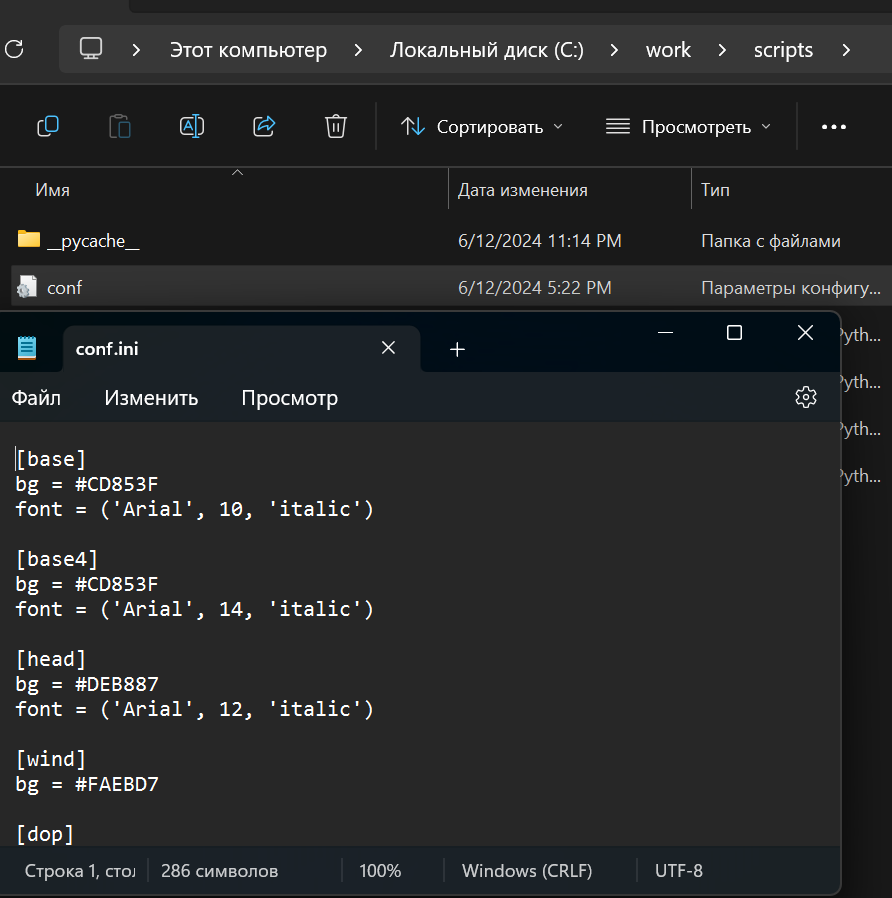 Этот компьютер > Локальный диск (C:) > work > scripts >
Сортировать Просмотреть
Имя Дата изменения Тип
__pycache__ 6/12/2024 11:14 PM Папка с файлами
conf 6/12/2024 5:22 PM Параметры конфигу...
Pyth...
Pyth...
Pyth...
Pyth...
conf.ini
Файл Изменить Просмотр
[base]
bg = #CD853F
font = ('Arial', 10, 'italic')
[base4]
bg = #CD853F
font = ('Arial', 14, 'italic')
[head]
bg = #DEB887
font = ('Arial', 12, 'italic')
[wind]
bg = #FAEBD7
[dop]
Строка 1, стол 286 символов 100% Windows (CRLF) UTF-8